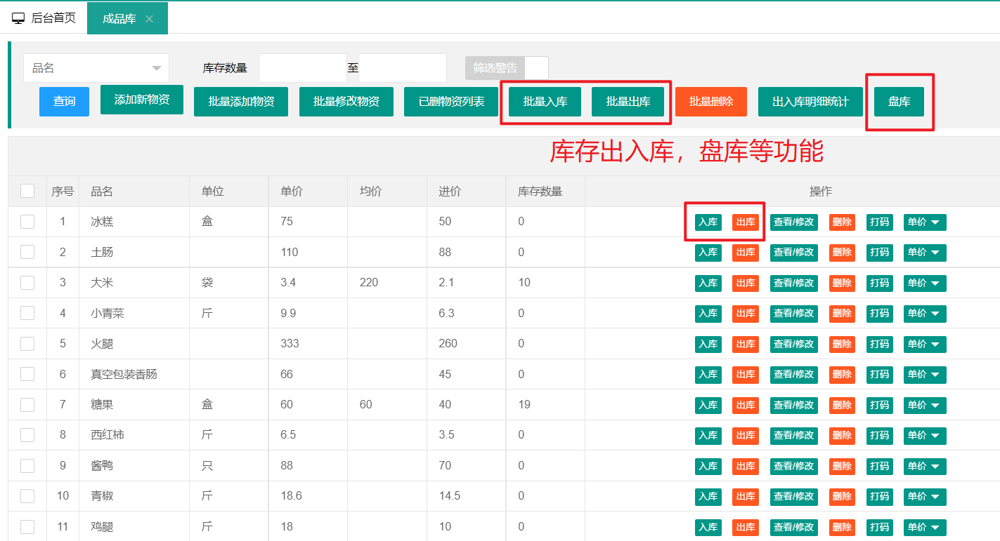 后台首页 成品库
品名 库存数量 至 筛选警告
查询 添加新物资 批量添加物资 批量修改物资 已删物资列表 批量入库 批量出库 批量删除 出入库明细统计 盘库
库存出入库，盘库等功能
序号 品名 单位 单价 均价 进价 库存数量 操作
1 冰糕 盒 75 50 0 入库 出库 查看/修改 删除 打码 单价
2 土肠 110 88 0 入库 出库 查看/修改 删除 打码 单价
3 大米 袋 3.4 220 2.1 10 入库 出库 查看/修改 删除 打码 单价
4 小青菜 斤 9.9 6.3 0 入库 出库 查看/修改 删除 打码 单价
5 火腿 333 260 0 入库 出库 查看/修改 删除 打码 单价
6 真空包装香肠 66 45 0 入库 出库 查看/修改 删除 打码 单价
7 糖果 盒 60 60 40 19 入库 出库 查看/修改 删除 打码 单价
8 西红柿 斤 6.5 3.5 0 入库 出库 查看/修改 删除 打码 单价
9 酱鸭 只 88 70 0 入库 出库 查看/修改 删除 打码 单价
10 青椒 斤 18.6 14.5 0 入库 出库 查看/修改 删除 打码 单价
11 鸡腿 斤 18 10 0 入库 出库 查看/修改 删除 打码 单价